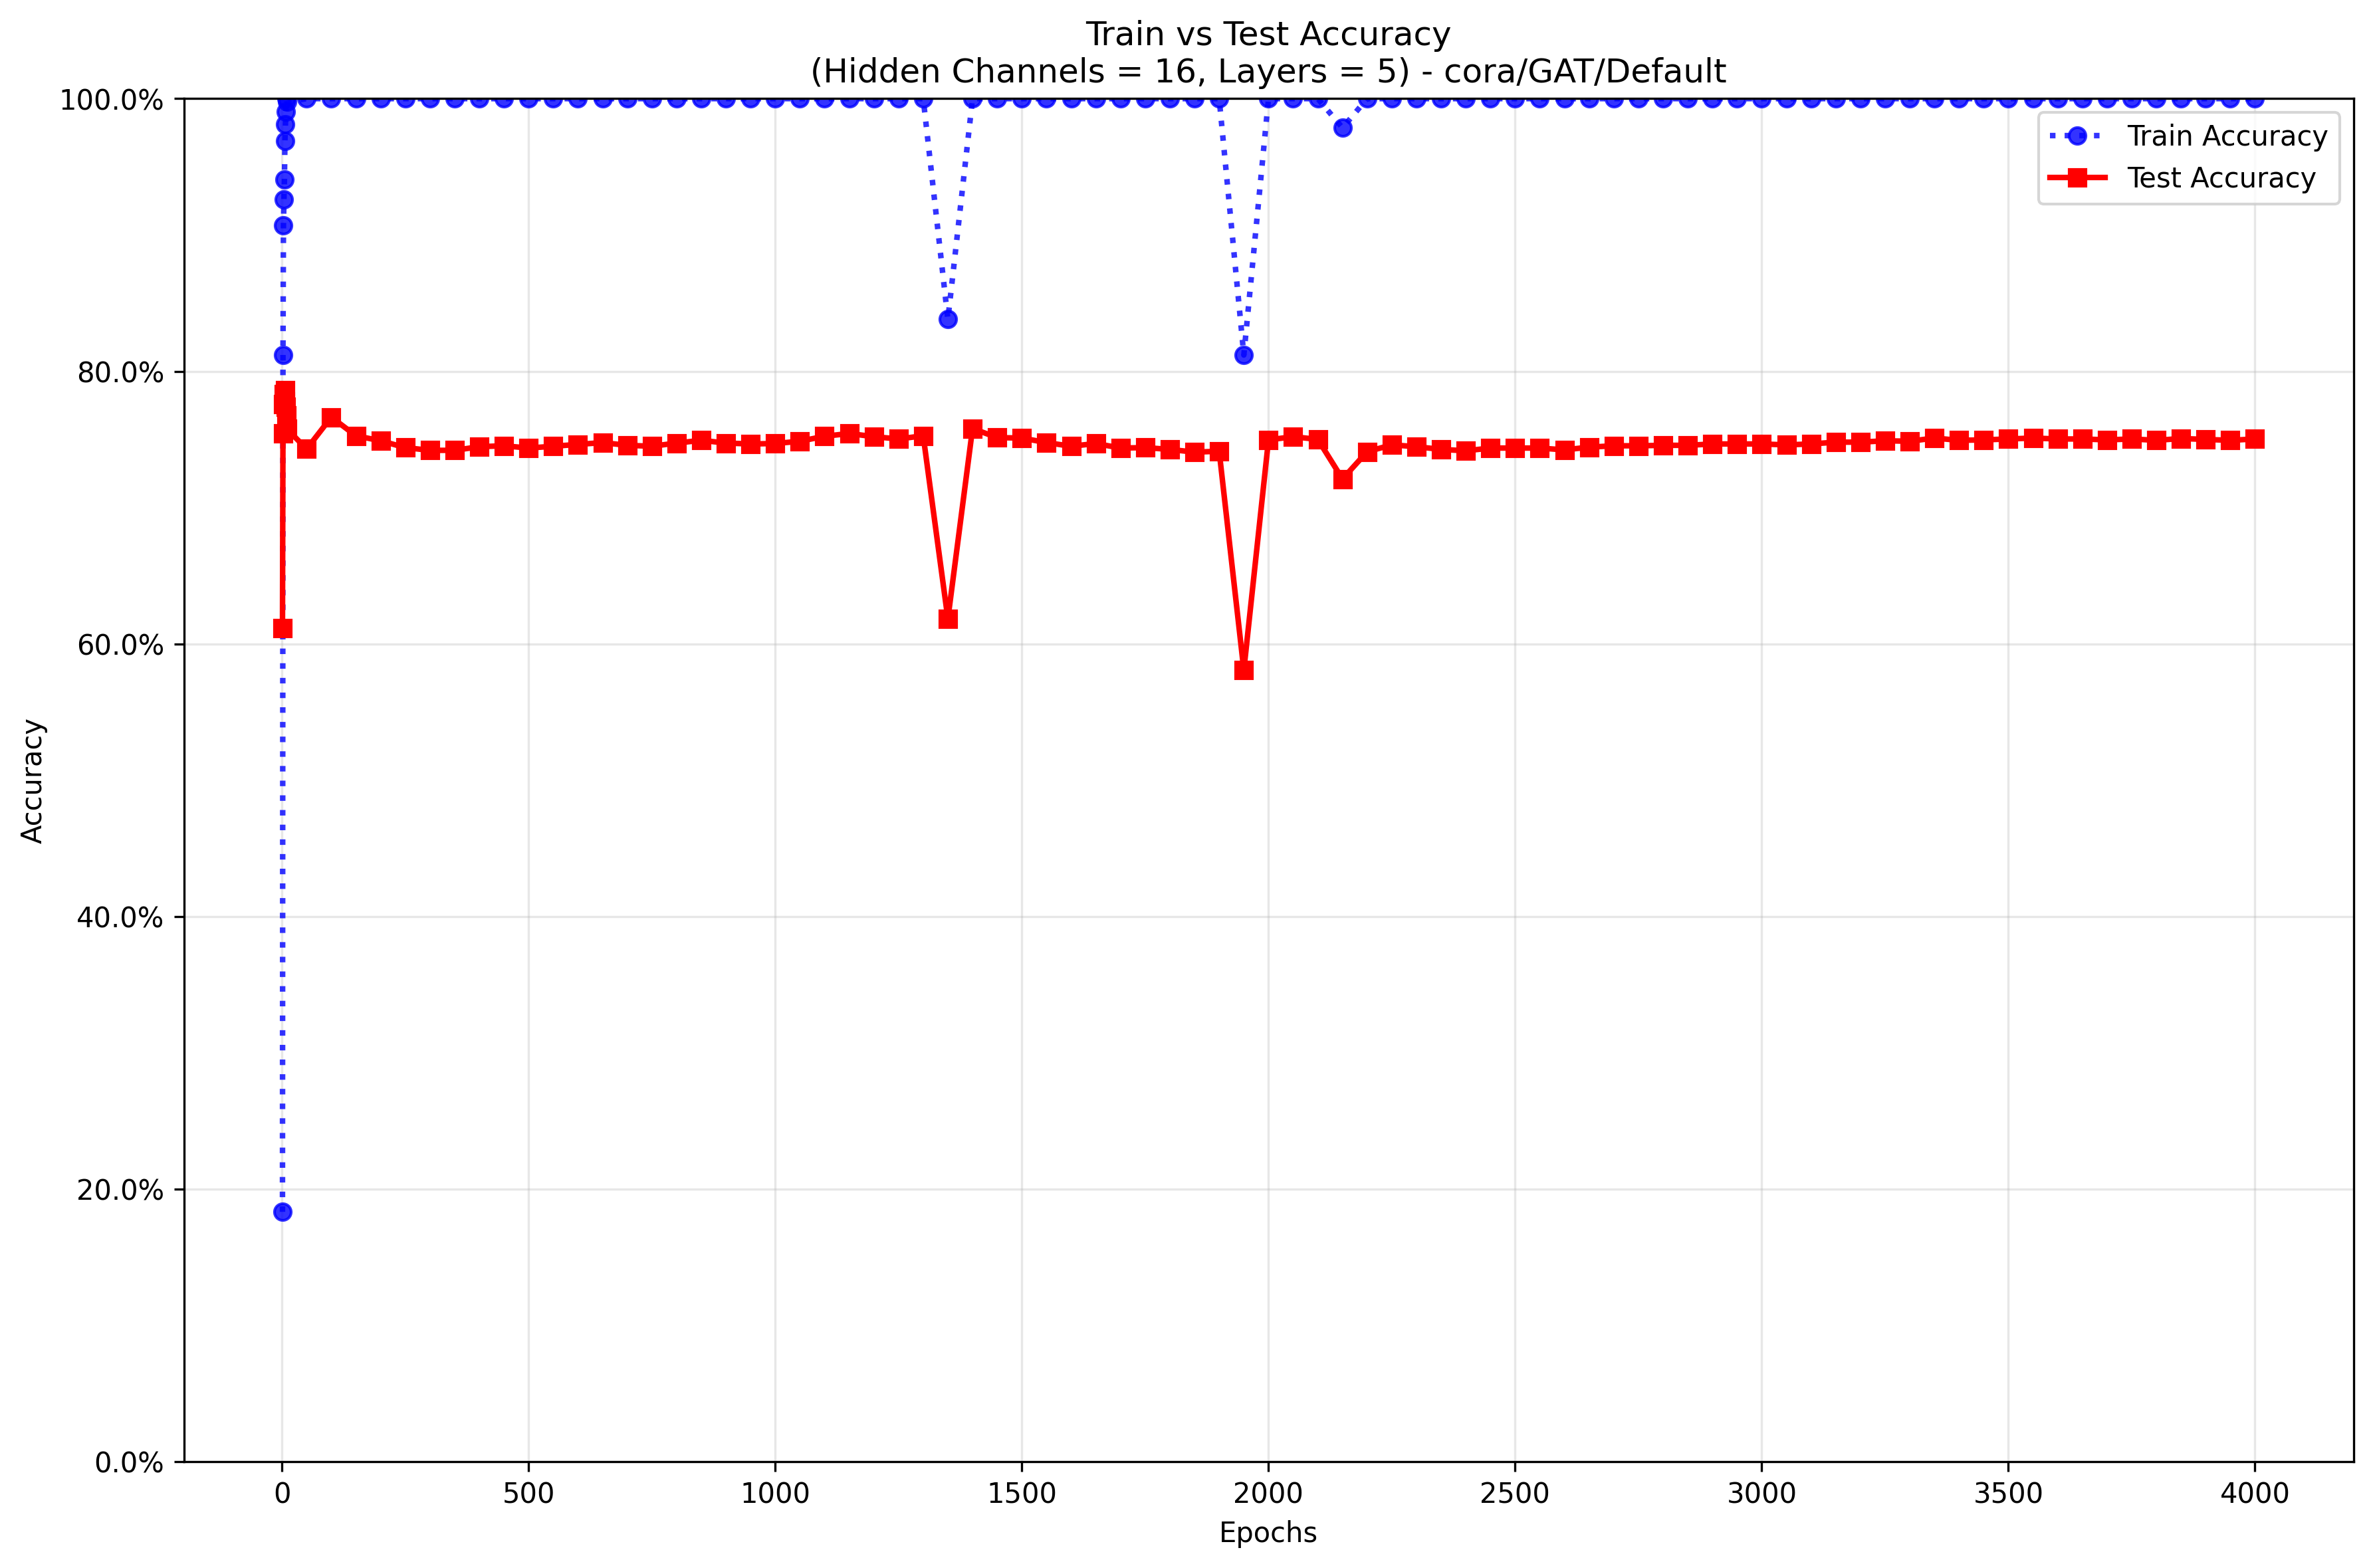 Train vs Test Accuracy
(Hidden Channels = 16, Layers = 5) - cora/GAT/Default
100.0%
80.0%
60.0%
40.0%
20.0%
0.0%
Accuracy
Train Accuracy
Test Accuracy
0 500 1000 1500 2000 2500 3000 3500 4000
Epochs